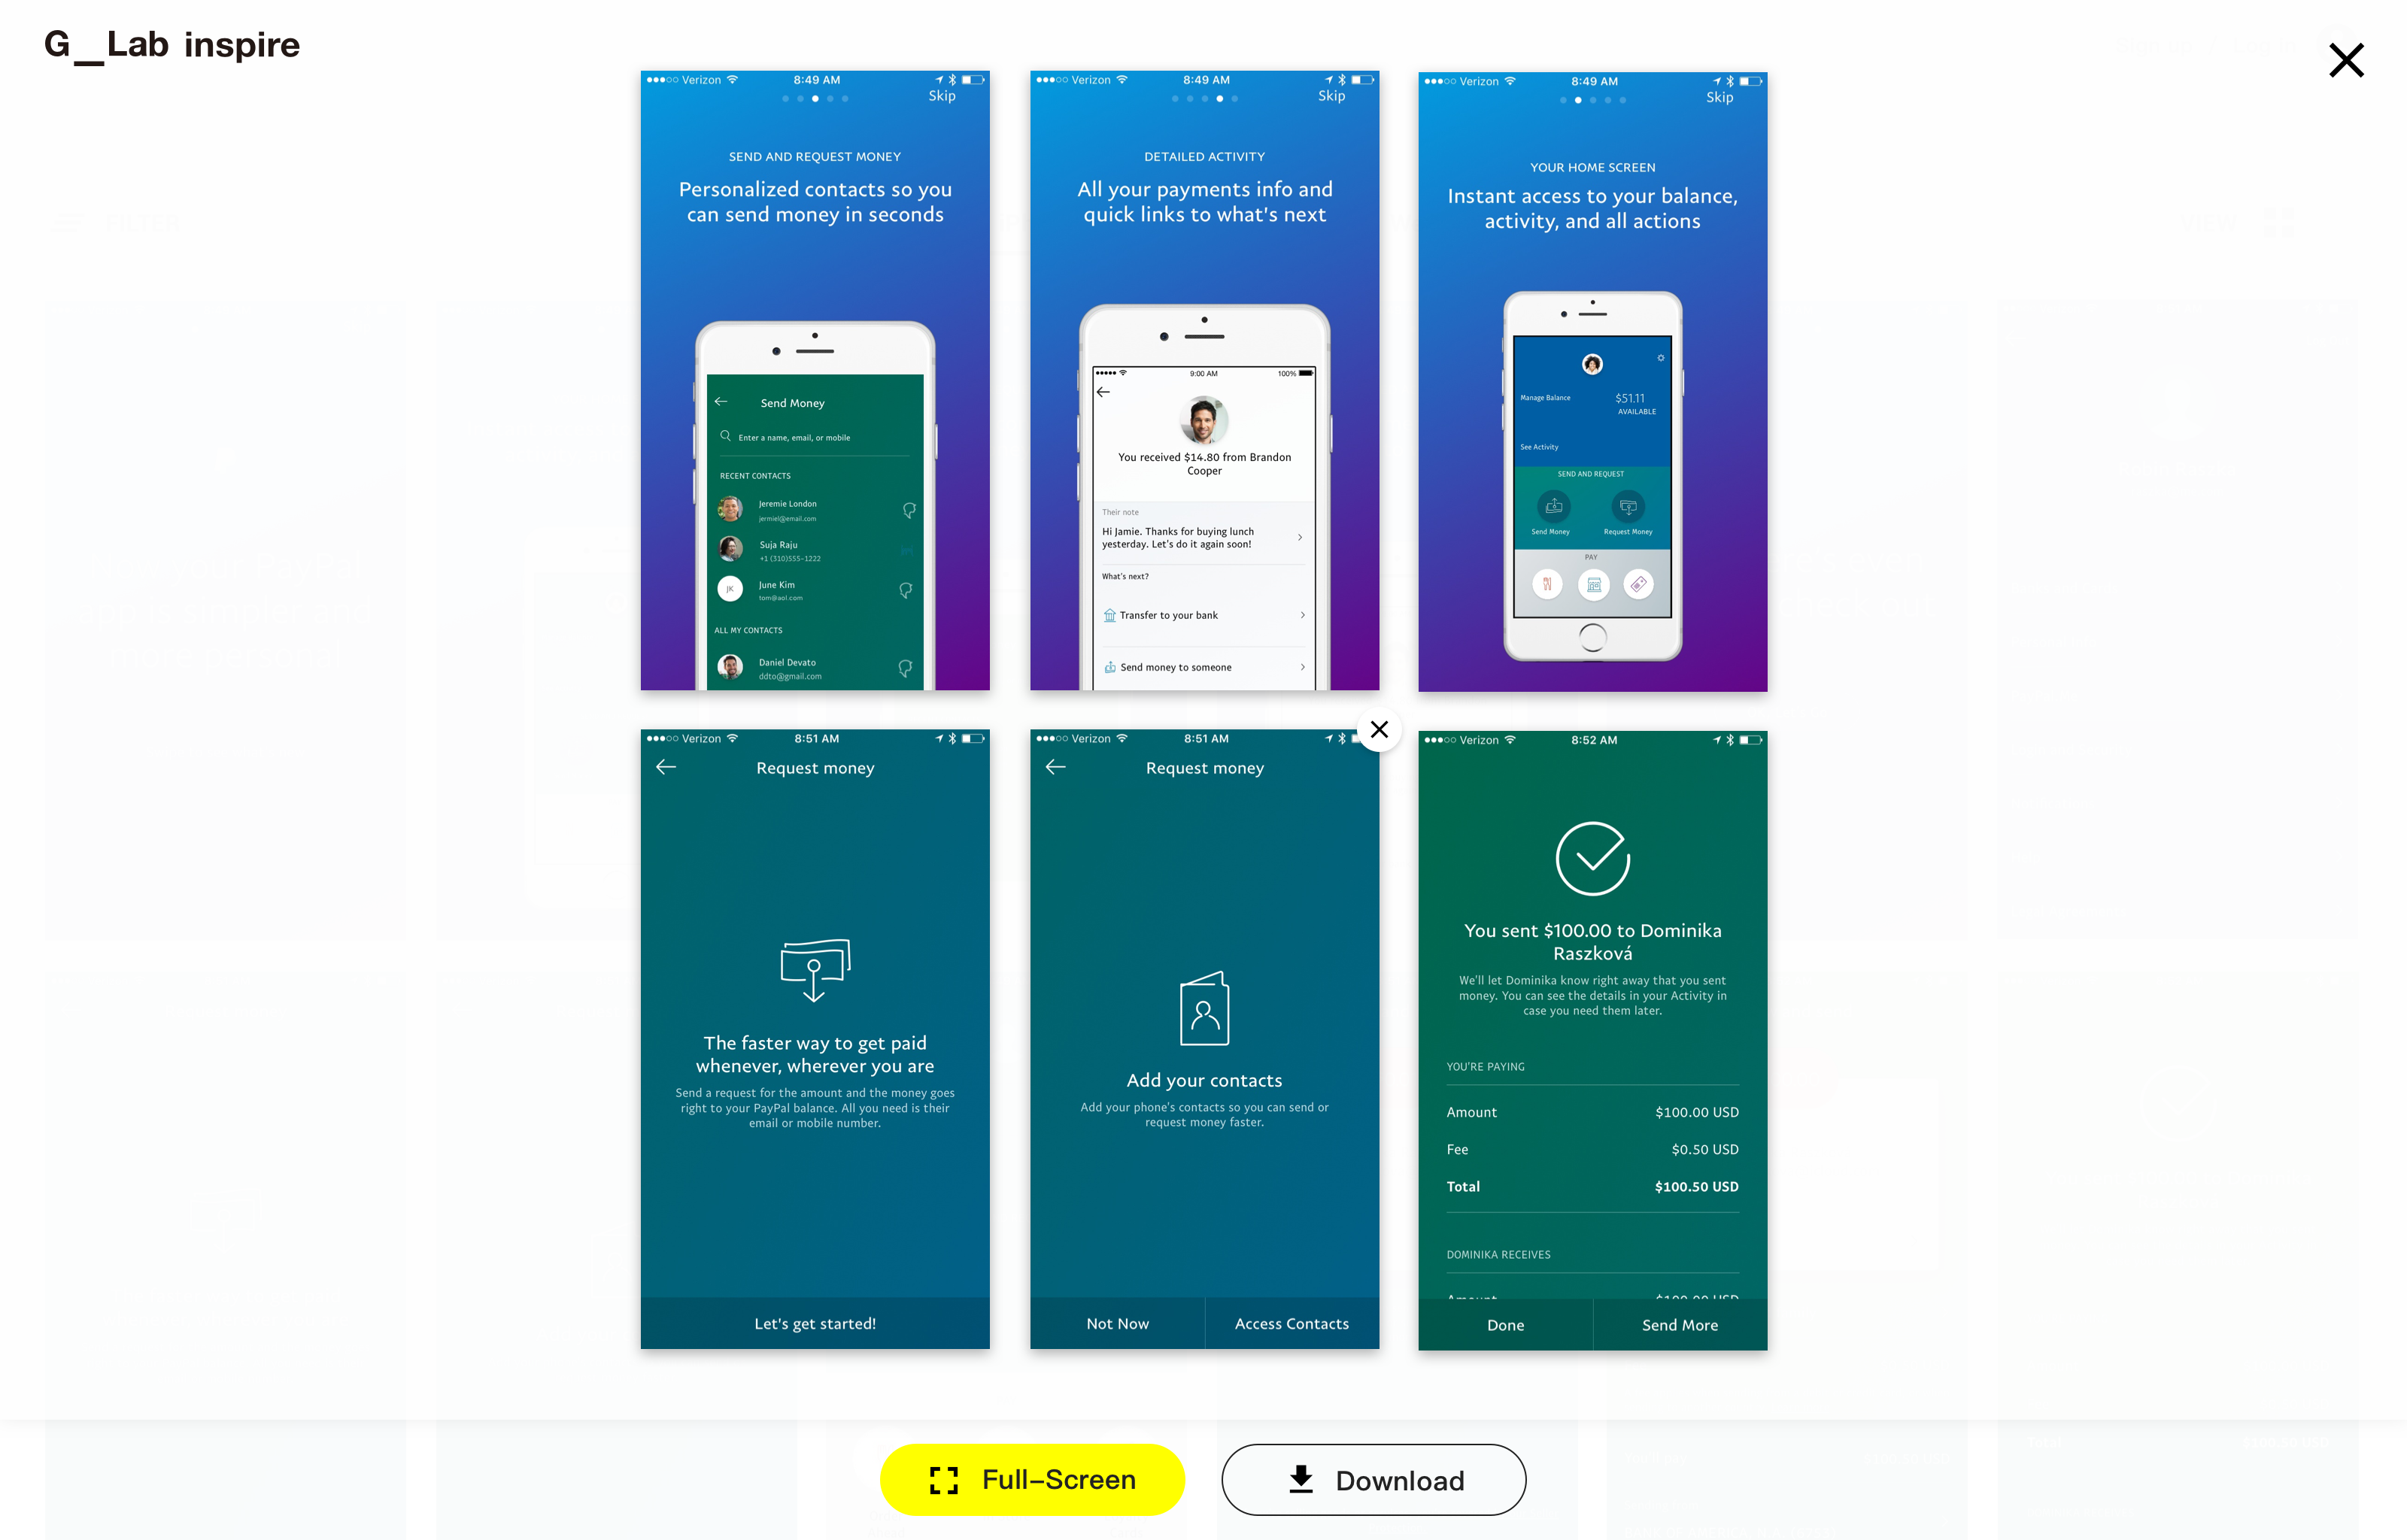 G__Lab inspire
Verizon 8:49 AM
Skip
SEND AND REQUEST MONEY
Personalized contacts so you
can send money in seconds
Send Money
Enter a name, email, or mobile
RECENT CONTACTS
Jeremie London
jermiel@email.com
Suja Raju
+1 (310)555-1222
JK
June Kim
tom@aol.com
ALL MY CONTACTS
Daniel Devato
ddto@gmail.com
Verizon 8:49 AM
Skip
DETAILED ACTIVITY
All your payments info and
quick links to what's next
9:00 AM 100%
You received $14.80 from Brandon
Cooper
Their note
Hi Jamie. Thanks for buying lunch
yesterday. Let's do it again soon!
What's next?
Transfer to your bank
Send money to someone
Verizon 8:49 AM
Skip
YOUR HOME SCREEN
Instant access to your balance,
activity, and all actions
Manage Balance $51.11
AVAILABLE
See Activity
SEND AND REQUEST
Send Money Request Money
PAY
Verizon 8:51 AM
Request money
The faster way to get paid
whenever, wherever you are
Send a request for the amount and the money goes
right to your PayPal balance. All you need is their
email or mobile number.
Let's get started!
Verizon 8:51 AM
Request money
Add your contacts
Add your phone's contacts so you can send or
request money faster.
Not Now Access Contacts
Verizon 8:52 AM
You sent $100.00 to Dominika
Raszková
We'll let Dominika know right away that you sent
money. You can see the details in your Activity in
case you need them later.
YOU'RE PAYING
Amount $100.00 USD
Fee $0.50 USD
Total $100.50 USD
DOMINIKA RECEIVES
Amount $100.00 USD
Done Send More
Full-Screen Download